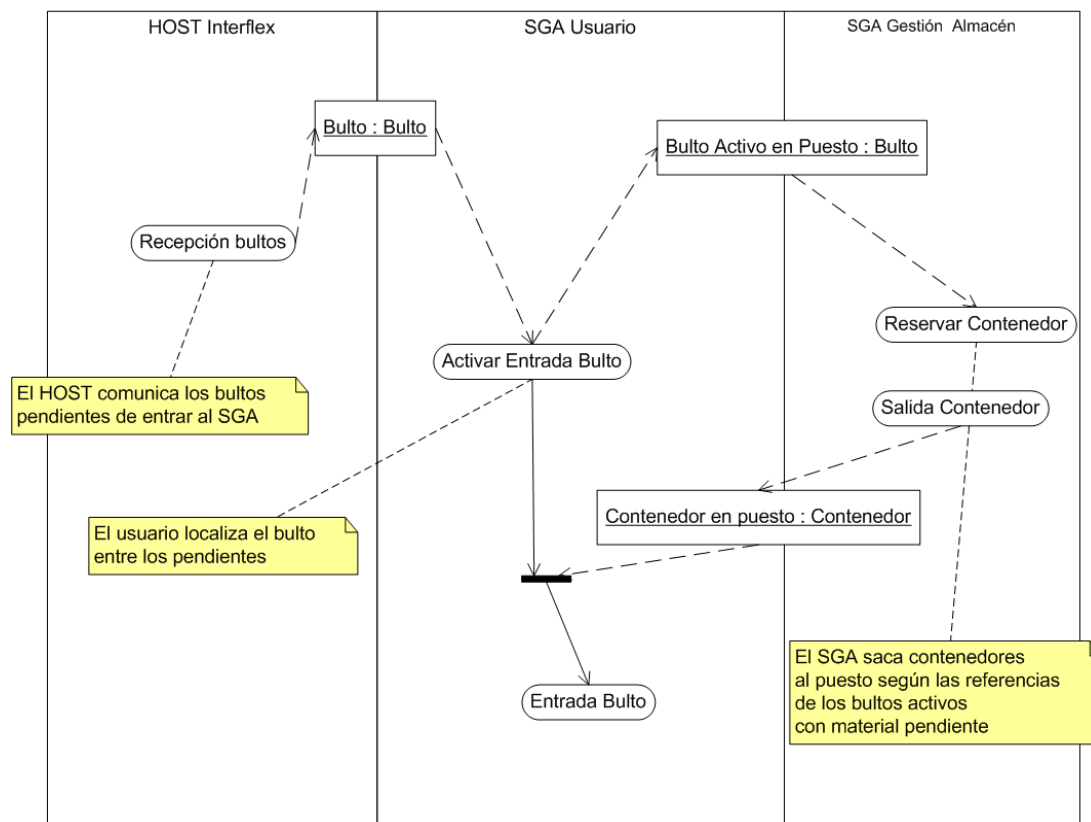 HOST Interflex
SGA Usuario
SGA Gestión Almacén
Bulto : Bulto
Bulto Activo en Puesto : Bulto
Recepción bultos
Reservar Contenedor
Activar Entrada Bulto
El HOST comunica los bultos
pendientes de entrar al SGA
Salida Contenedor
Contenedor en puesto : Contenedor
El usuario localiza el bulto
entre los pendientes
El SGA saca contenedores
al puesto según las referencias
de los bultos activos
con material pendiente
Entrada Bulto